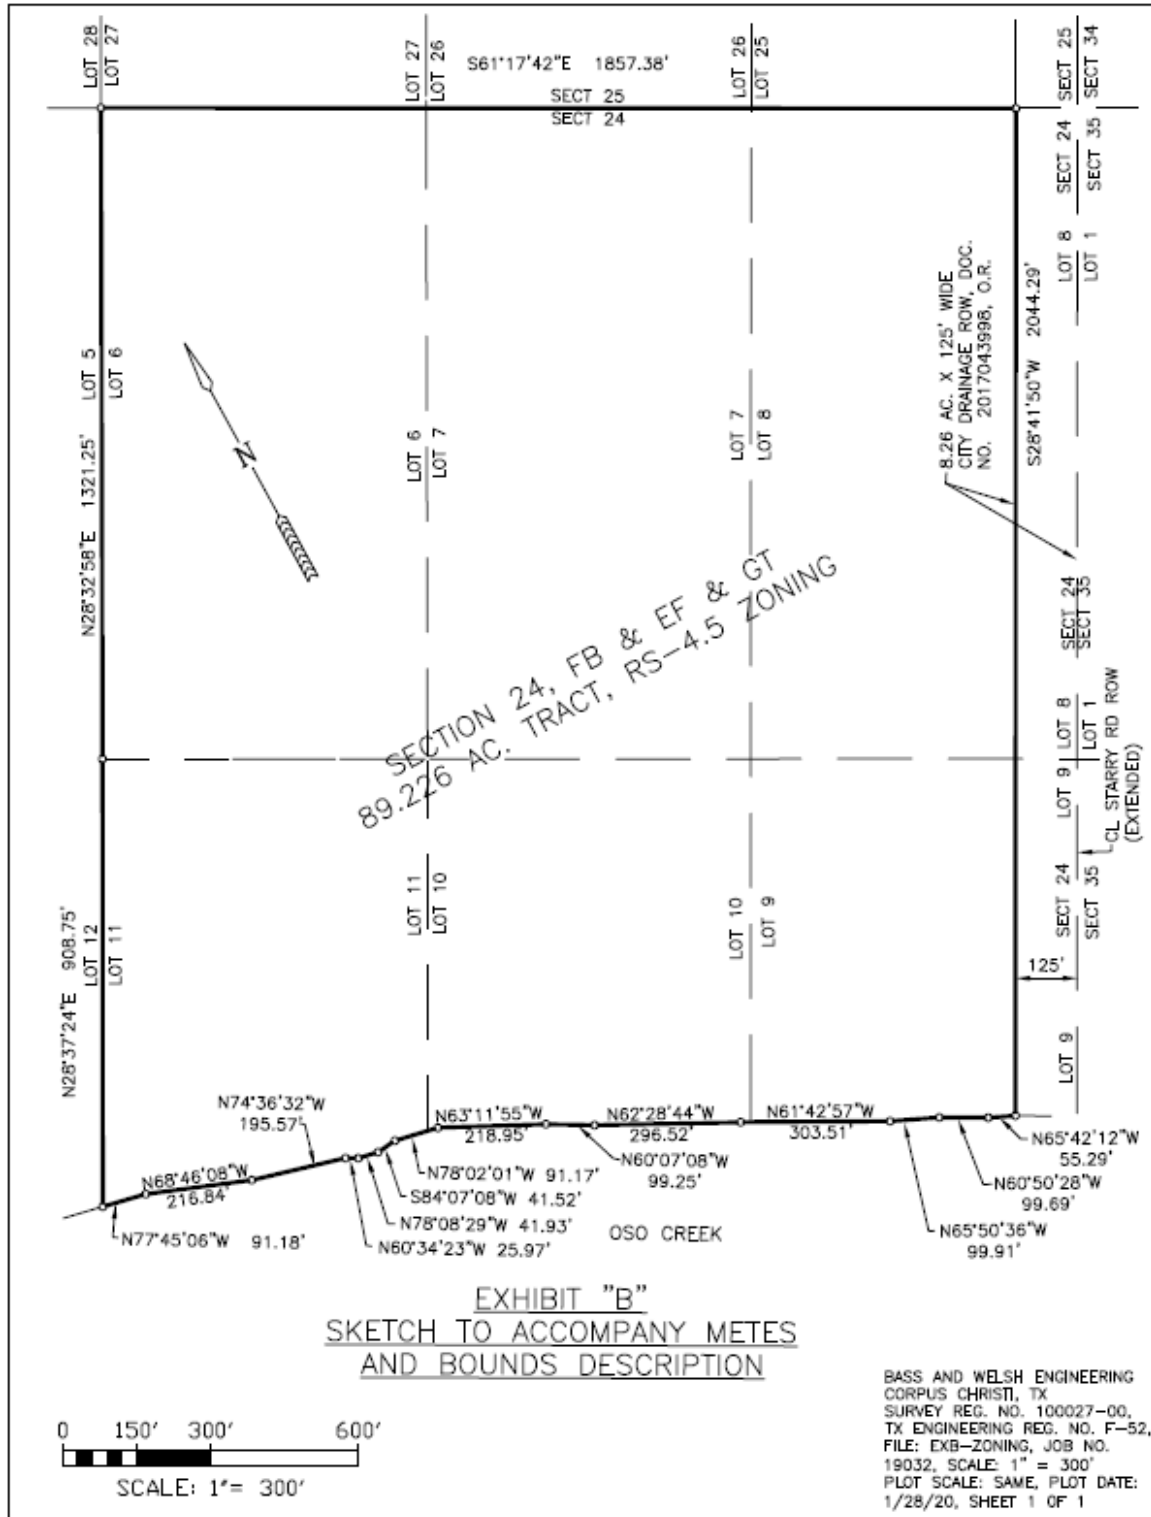 LOT 28
LOT 27
LOT 27
LOT 26
S61°17'42"E 1857.38'
LOT 26
LOT 25
SECT 25
SECT 34
SECT 25
SECT 24
SECT 24
SECT 35
LOT 8
LOT 1
8.26 AC. X 125' WIDE
CITY DRAINAGE ROW, DOC.
NO. 2017043998, O.R.
S28°41'50"W 2044.29'
LOT 5
LOT 6
N28°32'58"E 1321.25'
N
LOT 6
LOT 7
LOT 7
LOT 8
SECTION 24, FB & EF & GT
89.226 AC. TRACT, RS-4.5 ZONING
SECT 24
SECT 35
LOT 8
LOT 1
LOT 9
CL STARRY RD ROW
(EXTENDED)
SECT 24
SECT 35
LOT 12
LOT 11
N28°37'24"E 908.75'
LOT 11
LOT 10
LOT 10
LOT 9
125'
LOT 9
N74°36'32"W
195.57'
N63°11'55"W
218.95'
N62°28'44"W
296.52'
N61°42'57"W
303.51'
N65°42'12"W
55.29'
N68°46'08"W
216.84'
N78°02'01"W 91.17'
N60°07'08"W
99.25'
N60°50'28"W
99.69'
S84°07'08"W 41.52'
N78°08'29"W 41.93'
OSO CREEK
N65°50'36"W
99.91'
N77°45'06"W 91.18'
N60°34'23"W 25.97'
EXHIBIT "B"
SKETCH TO ACCOMPANY METES
AND BOUNDS DESCRIPTION
0 150' 300' 600'
SCALE: 1"= 300'
BASS AND WELSH ENGINEERING
CORPUS CHRISTI, TX
SURVEY REG. NO. 100027-00,
TX ENGINEERING REG. NO. F-52,
FILE: EXB-ZONING, JOB NO.
19032, SCALE: 1" = 300'
PLOT SCALE: SAME, PLOT DATE:
1/28/20, SHEET 1 OF 1